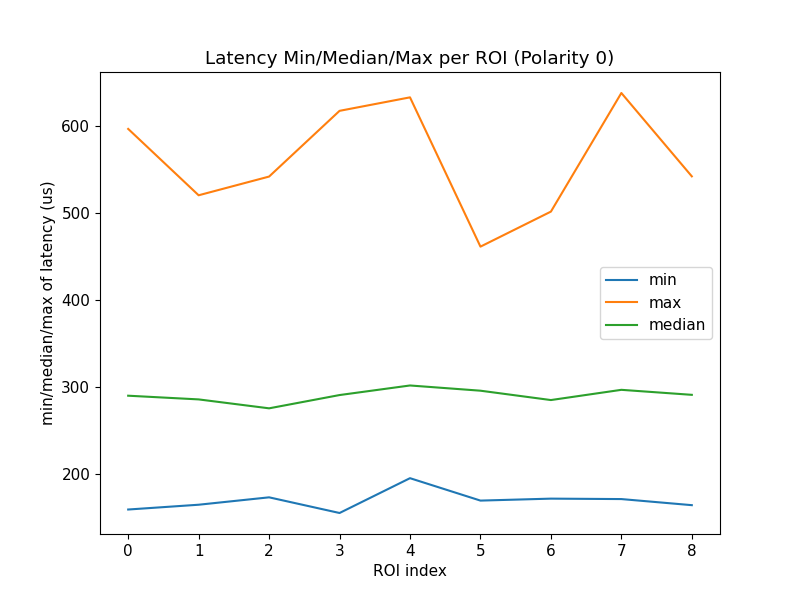 Latency Min/Median/Max per ROI (Polarity 0)
min/median/max of latency (us)
600
500
400
300
200
min
max
median
0 1 2 3 4 5 6 7 8
ROI index